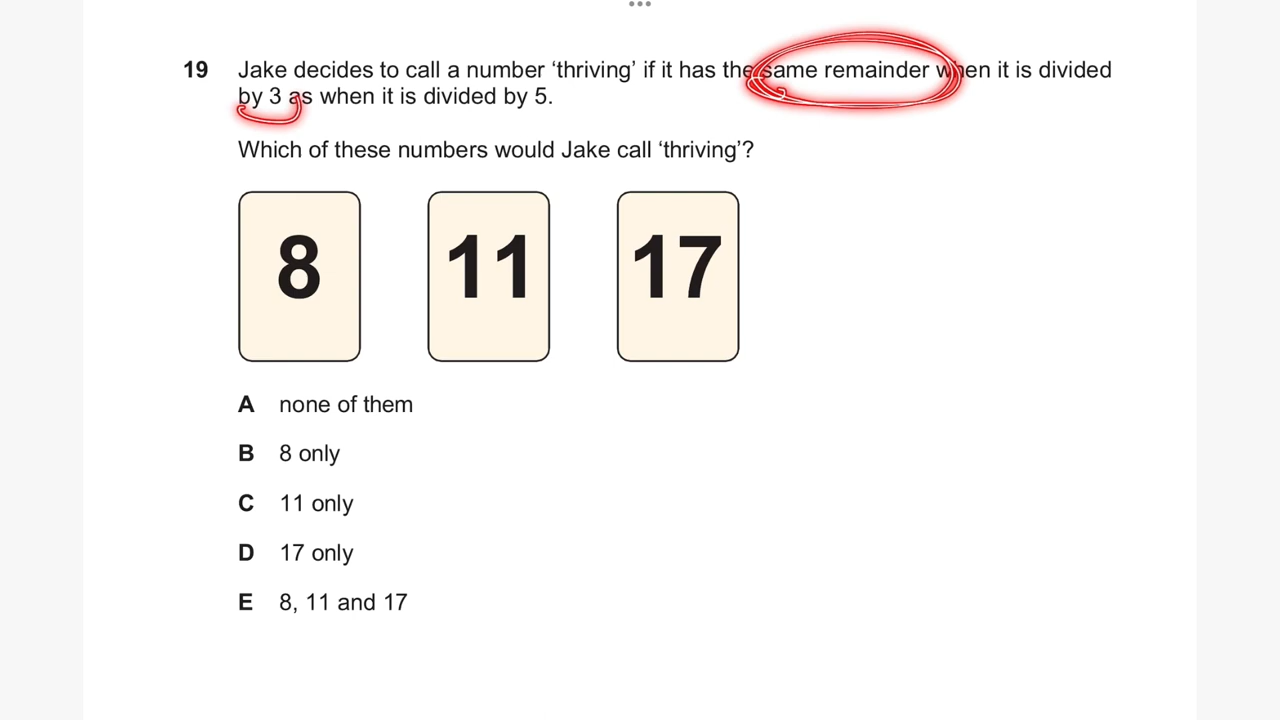 19 Jake decides to call a number ‘thriving’ if it has the same remainder when it is divided
by 3 as when it is divided by 5.
Which of these numbers would Jake call ‘thriving’?
8 11 17
A none of them
B 8 only
C 11 only
D 17 only
E 8, 11 and 17